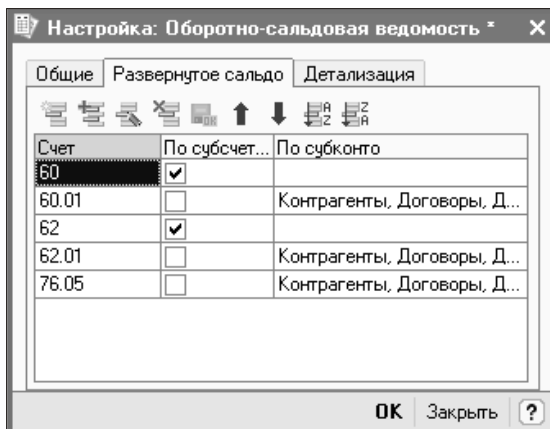 Настройка: Оборотно-сальдовая ведомость *
Общие Развернутое сальдо Детализация
Счет По субсчет... По субконто
60
60.01 Контрагенты, Договоры, Д...
62
62.01 Контрагенты, Договоры, Д...
76.05 Контрагенты, Договоры, Д...
OK Закрыть ?